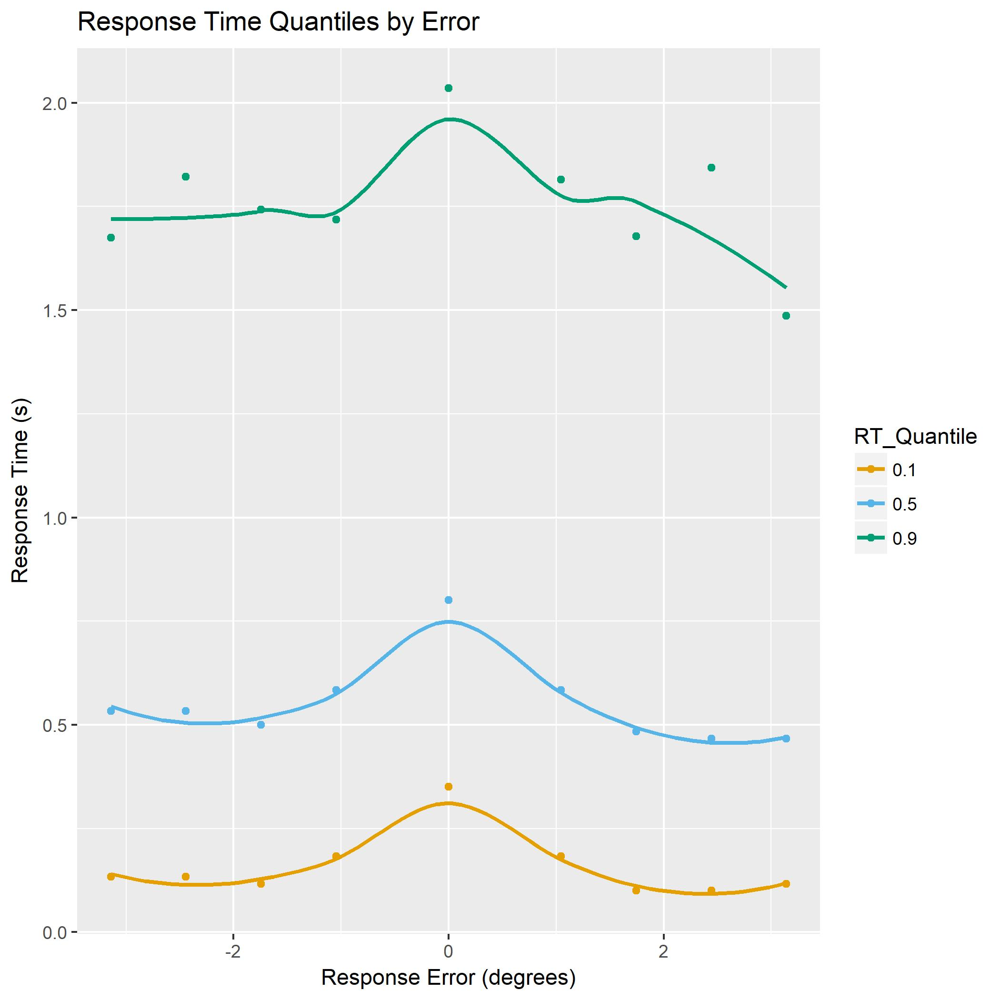 Response Time Quantiles by Error
Response Time (s)
2.0
1.5
1.0
0.5
0.0
-2
0
2
Response Error (degrees)
RT_Quantile
0.1
0.5
0.9